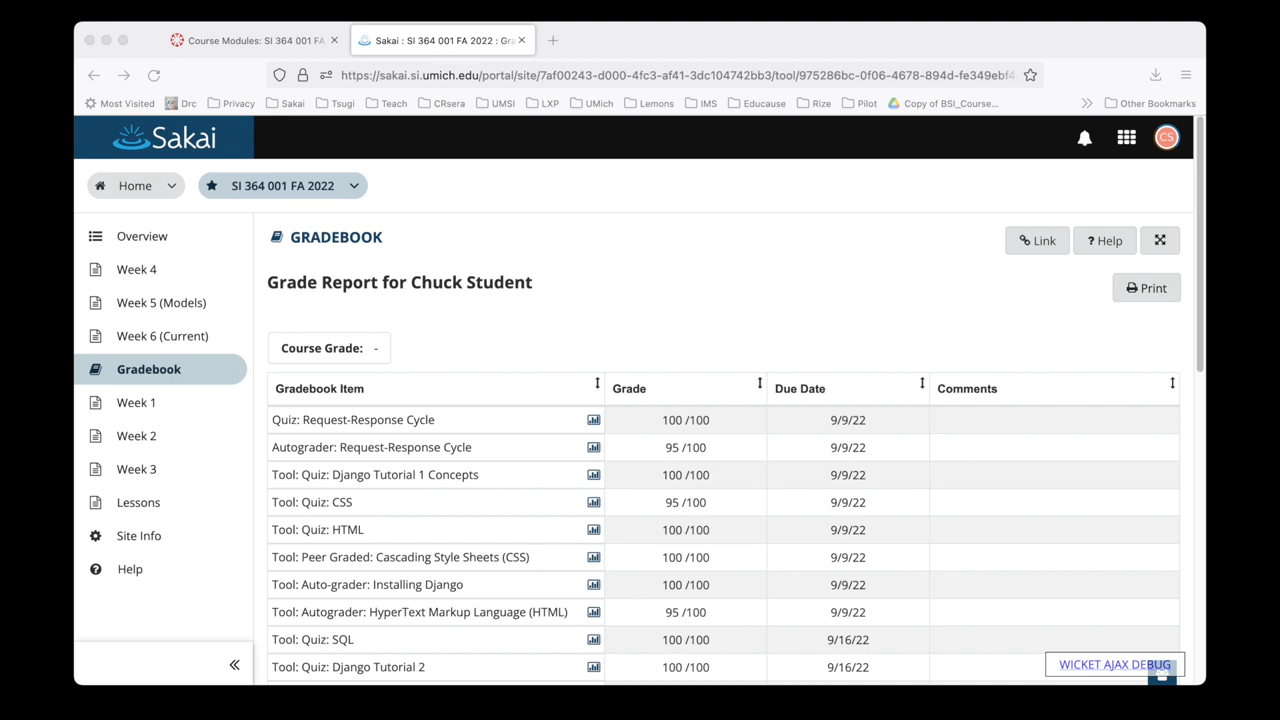 Course Modules: SI 364 001 FA
Sakai : SI 364 001 FA 2022 : Gra
https://sakai.si.umich.edu/portal/site/7af00243-d000-4fc3-af41-3dc104742bb3/tool/975286bc-0f06-4678-894d-fe349ebf4
Most Visited Drc Privacy Sakai Tsugi Teach CRsera UMSI LXP UMich Lemons IMS Educause Rize Pilot Copy of BSI_Course... Other Bookmarks
Sakai
CS
Home SI 364 001 FA 2022
Overview
Week 4
Week 5 (Models)
Week 6 (Current)
Gradebook
Week 1
Week 2
Week 3
Lessons
Site Info
Help
GRADEBOOK
Link ? Help
Grade Report for Chuck Student
Print
Course Grade: -
Gradebook Item Grade Due Date Comments
Quiz: Request-Response Cycle 100 /100 9/9/22
Autograder: Request-Response Cycle 95 /100 9/9/22
Tool: Quiz: Django Tutorial 1 Concepts 100 /100 9/9/22
Tool: Quiz: CSS 95 /100 9/9/22
Tool: Quiz: HTML 100 /100 9/9/22
Tool: Peer Graded: Cascading Style Sheets (CSS) 100 /100 9/9/22
Tool: Auto-grader: Installing Django 100 /100 9/9/22
Tool: Autograder: HyperText Markup Language (HTML) 95 /100 9/9/22
Tool: Quiz: SQL 100 /100 9/16/22
Tool: Quiz: Django Tutorial 2 100 /100 9/16/22
WICKET AJAX DEBUG